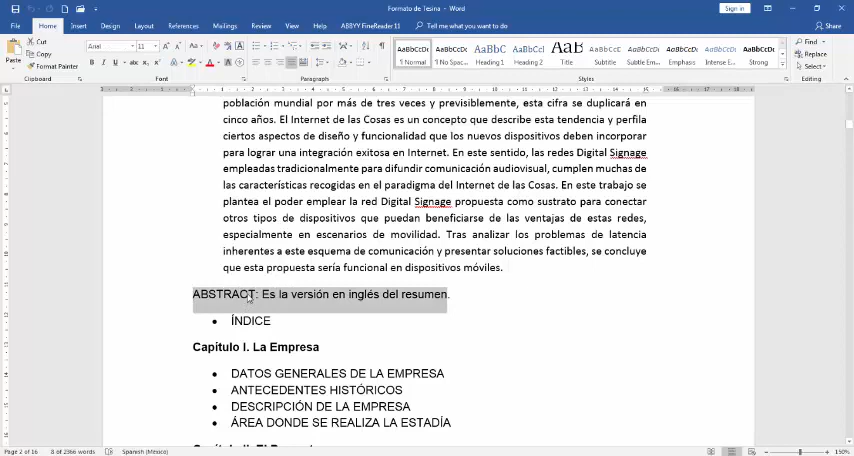 Formato de Tesina - Word
Sign in
File Home Insert Design Layout References Mailings Review View Help ABBYY FineReader 11 Tell me what you want to do Share
Paste
Cut
Copy
Format Painter
Clipboard
Arial 11
Font
Paragraph
AaBbCcDc AaBbCcDc AaBbC AaBbCcI AaB AaBbCcD AaBbCcDc AaBbCcDc AaBbCcDc
¶ Normal ¶ No Spac... Heading 1 Heading 2 Title Subtitle Subtle Em... Emphasis Intense E... Strong
Styles
Find
Replace
Select
Editing
población mundial por más de tres veces y previsiblemente, esta cifra se duplicará en
cinco años. El Internet de las Cosas es un concepto que describe esta tendencia y perfila
ciertos aspectos de diseño y funcionalidad que los nuevos dispositivos deben incorporar
para lograr una integración exitosa en Internet. En este sentido, las redes Digital Signage
empleadas tradicionalmente para difundir comunicación audiovisual, cumplen muchas de
las características recogidas en el paradigma del Internet de las Cosas. En este trabajo se
plantea el poder emplear la red Digital Signage propuesta como sustrato para conectar
otros tipos de dispositivos que puedan beneficiarse de las ventajas de estas redes,
especialmente en escenarios de movilidad. Tras analizar los problemas de latencia
inherentes a este esquema de comunicación y presentar soluciones factibles, se concluye
que esta propuesta sería funcional en dispositivos móviles.
ABSTRACT: Es la versión en inglés del resumen.
• ÍNDICE
Capítulo I. La Empresa
• DATOS GENERALES DE LA EMPRESA
• ANTECEDENTES HISTÓRICOS
• DESCRIPCIÓN DE LA EMPRESA
• ÁREA DONDE SE REALIZA LA ESTADÍA
Page 2 of 16 8 of 2366 words Spanish (Mexico) 150%